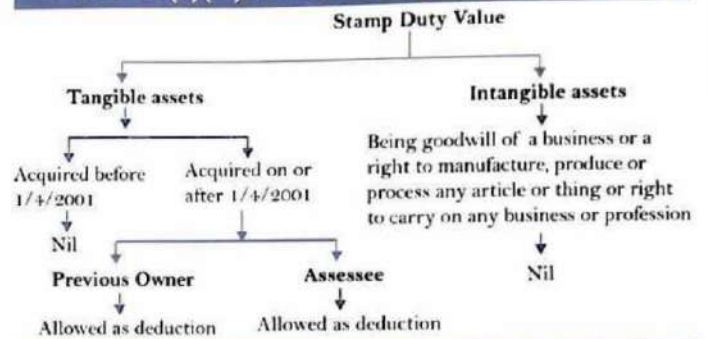 Stamp Duty Value
Tangible assets
Intangible assets
Acquired before
1/4/2001
Acquired on or
after 1/4/2001
Being goodwill of a business or a
right to manufacture, produce or
process any article or thing or right
to carry on any business or profession
Nil
Nil
Previous Owner
Assessee
Allowed as deduction
Allowed as deduction